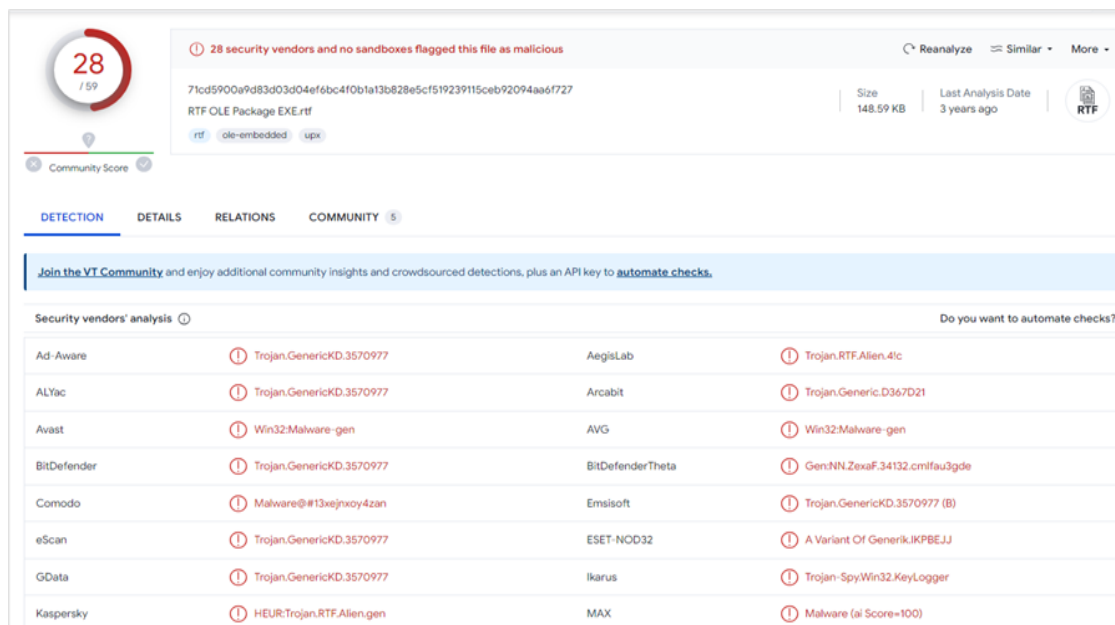 28
/ 59
Community Score
28 security vendors and no sandboxes flagged this file as malicious
Reanalyze Similar More
71cd5900a9d83d03d04ef6bc4f0b1a13b828e5cf519239115ceb92094aa6f727
RTF OLE Package EXE.rtf
rtf ole-embedded upx
Size
148.59 KB
Last Analysis Date
3 years ago
RTF
DETECTION DETAILS RELATIONS COMMUNITY 5
Join the VT Community and enjoy additional community insights and crowdsourced detections, plus an API key to automate checks.
Security vendors' analysis Do you want to automate checks?
Ad-Aware Trojan.GenericKD.3570977 AegisLab Trojan.RTF.Alien.4!c
ALYac Trojan.GenericKD.3570977 Arcabit Trojan.Generic.D367D21
Avast Win32:Malware-gen AVG Win32:Malware-gen
BitDefender Trojan.GenericKD.3570977 BitDefenderTheta Gen:NN.ZexaF.34132.cmlfau3gde
Comodo Malware@#13xejnxoy4zan Emsisoft Trojan.GenericKD.3570977 (B)
eScan Trojan.GenericKD.3570977 ESET-NOD32 A Variant Of Generik.IKPBEJJ
GData Trojan.GenericKD.3570977 Ikarus Trojan-Spy.Win32.KeyLogger
Kaspersky HEUR:Trojan.RTF.Alien.gen MAX Malware (ai Score=100)